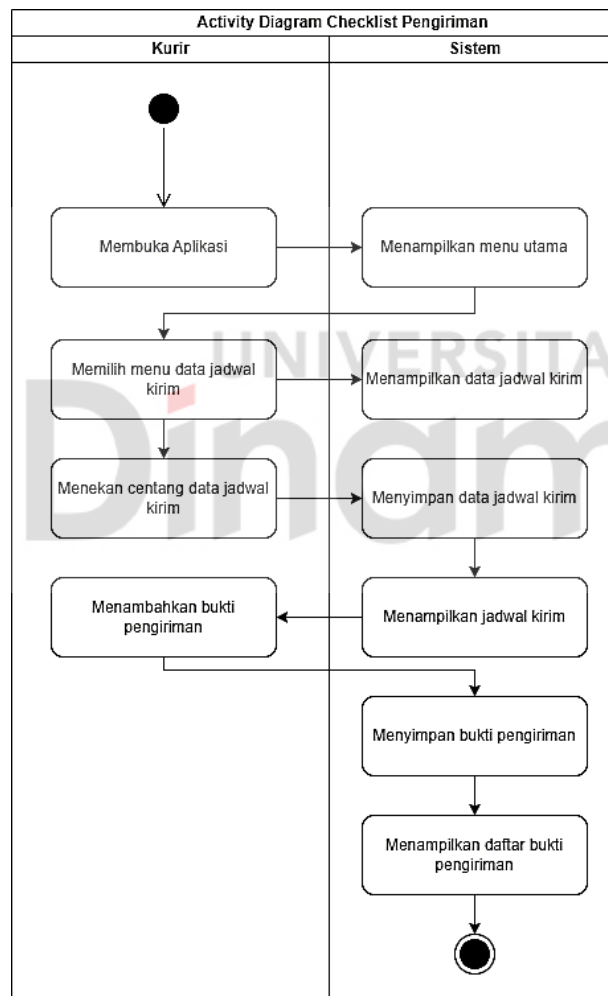 Activity Diagram Checklist Pengiriman
Kurir
Sistem
Membuka Aplikasi
Menampilkan menu utama
UNIVERSITA
Memilih menu data jadwal
kirim
Menampilkan data jadwal kirim
Dinam
Menekan centang data jadwal
kirim
Menyimpan data jadwal kirim
Menambahkan bukti
pengiriman
Menampilkan jadwal kirim
Menyimpan bukti pengiriman
Menampilkan daftar bukti
pengiriman